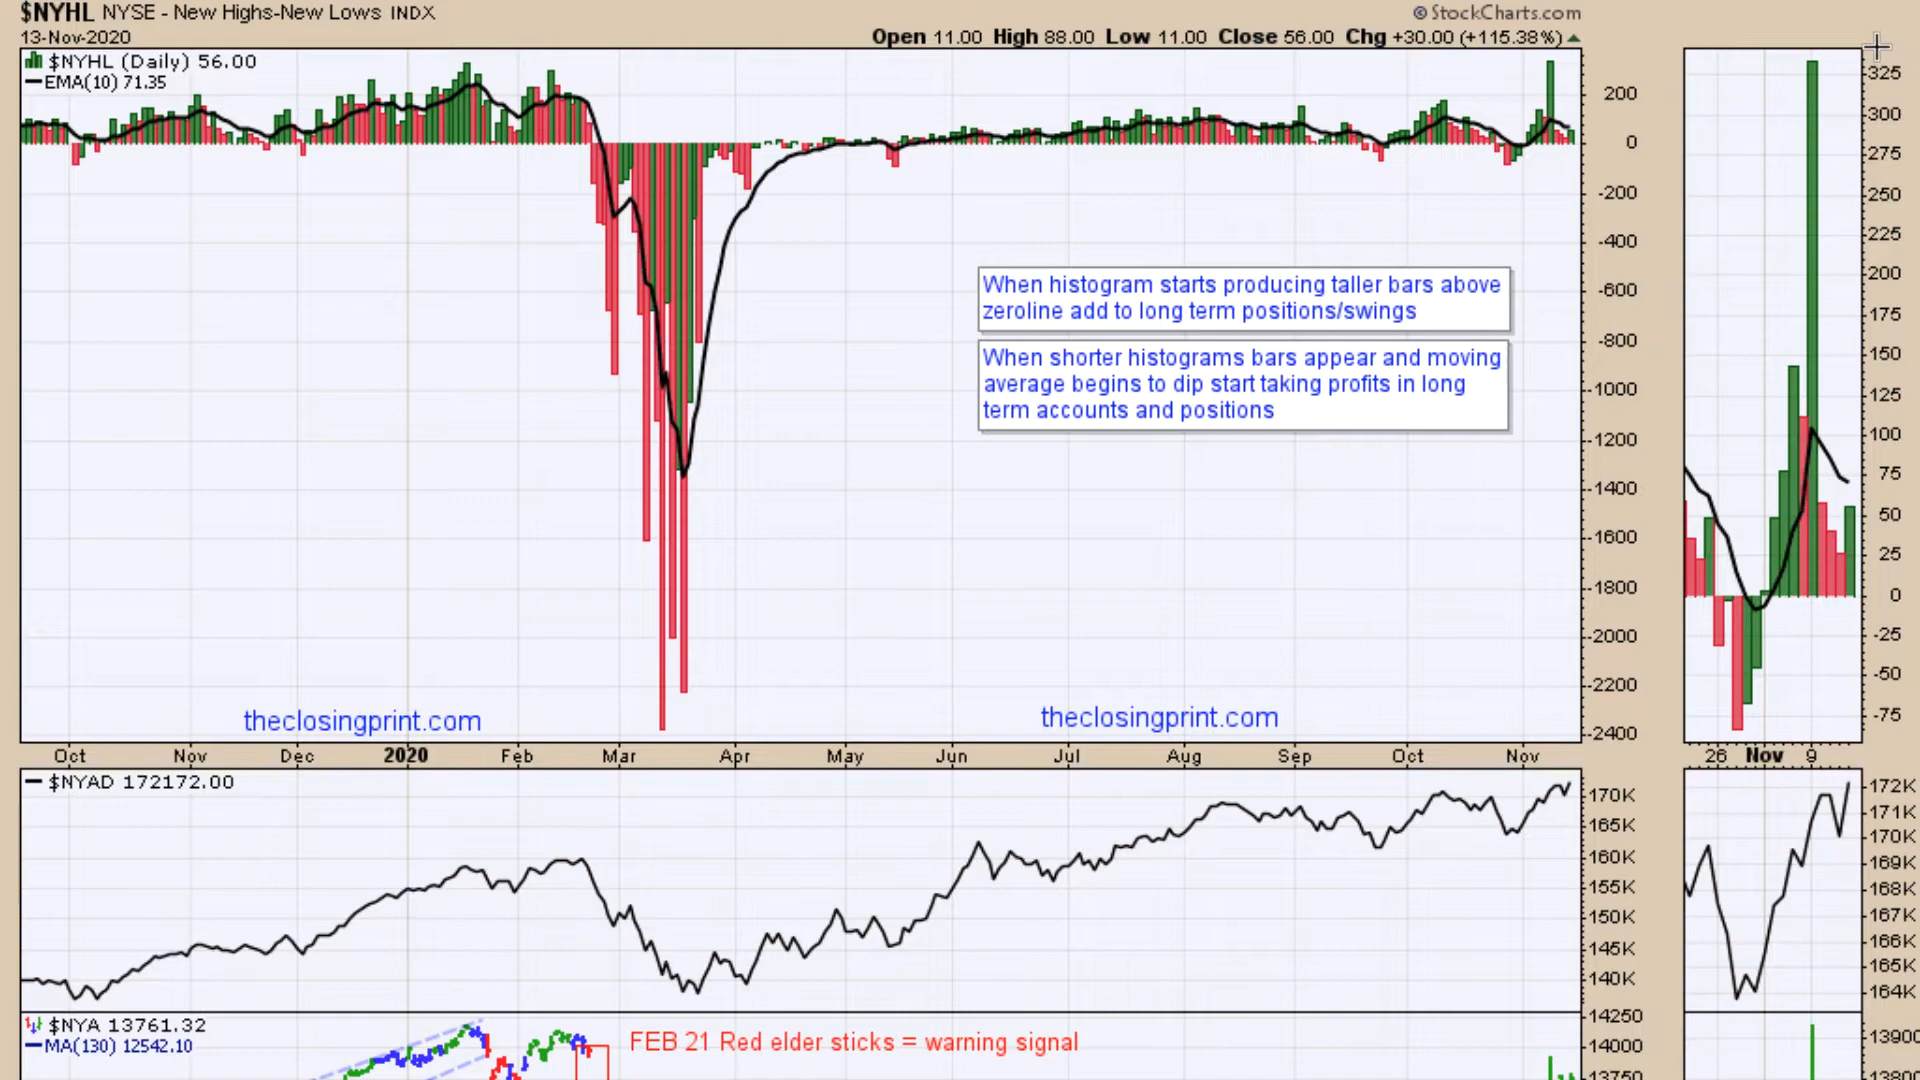 $NYHL NYSE - New Highs-New Lows INDX
© StockCharts.com
13-Nov-2020
Open 11.00 High 88.00 Low 11.00 Close 56.00 Chg +30.00 (+115.38%)
$NYHL (Daily) 56.00
EMA(10) 71.35
200
0
-200
-400
-600
-800
-1000
-1200
-1400
-1600
-1800
-2000
-2200
-2400
325
300
275
250
225
200
175
150
125
100
75
50
25
0
-25
-50
-75
When histogram starts producing taller bars above
zeroline add to long term positions/swings
When shorter histograms bars appear and moving
average begins to dip start taking profits in long
term accounts and positions
theclosingprint.com
theclosingprint.com
Oct Nov Dec 2020 Feb Mar Apr May Jun Jul Aug Sep Oct Nov
26 Nov 9
$NYAD 172172.00
170K
165K
160K
155K
150K
145K
140K
172K
171K
170K
169K
168K
167K
166K
165K
164K
$NYA 13761.32
MA(130) 12542.10
FEB 21 Red elder sticks = warning signal
14250
14000
13750
13900
13800